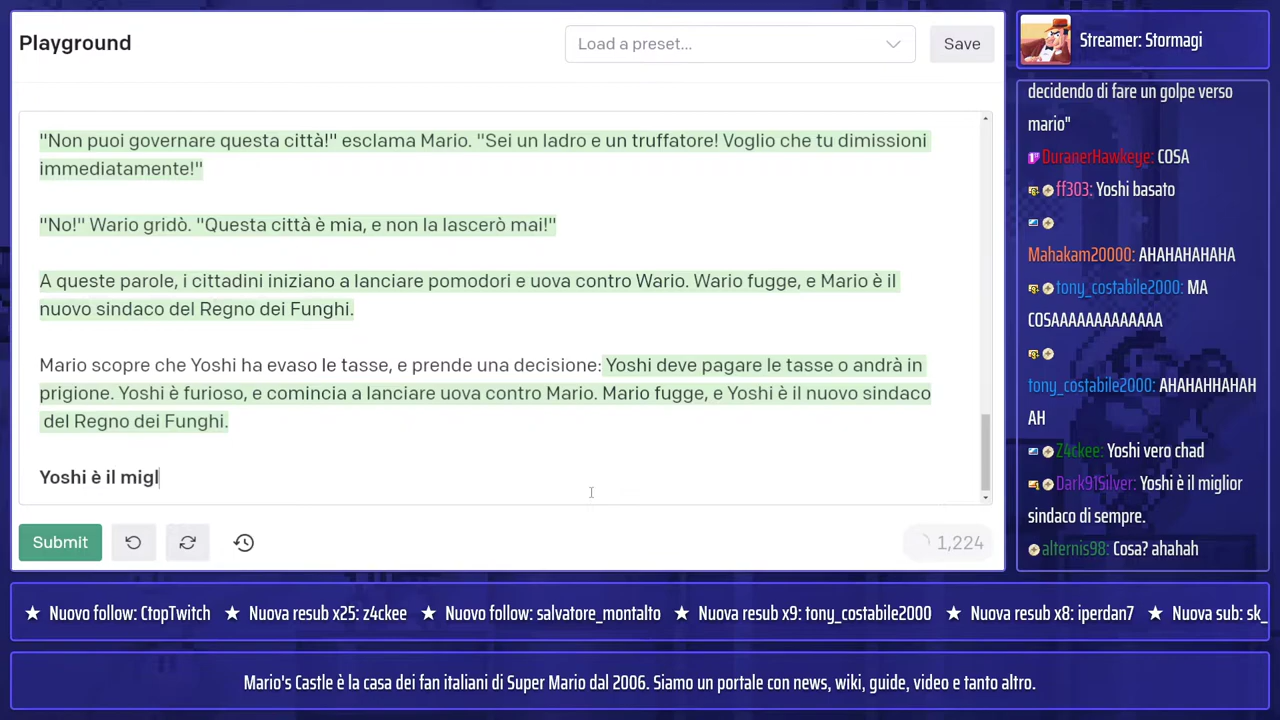 Playground
Load a preset...
Save
"Non puoi governare questa città!" esclama Mario. "Sei un ladro e un truffatore! Voglio che tu dimissioni
immediatamente!"
"No!" Wario gridò. "Questa città è mia, e non la lascerò mai!"
A queste parole, i cittadini iniziano a lanciare pomodori e uova contro Wario. Wario fugge, e Mario è il
nuovo sindaco del Regno dei Funghi.
Mario scopre che Yoshi ha evaso le tasse, e prende una decisione: Yoshi deve pagare le tasse o andrà in
prigione. Yoshi è furioso, e comincia a lanciare uova contro Mario. Mario fugge, e Yoshi è il nuovo sindaco
del Regno dei Funghi.
Yoshi è il migl
Submit
1,224
Streamer: Stormagi
decidendo di fare un golpe verso
mario"
DuranerHawkeye: COSA
ff303: Yoshi basato
Mahakam20000: AHAHAHAHAHA
tony_costabile2000: MA
COSAAAAAAAAAAAAA
tony_costabile2000: AHAHAHHAHAH
AH
Z4ckee: Yoshi vero chad
Dark91Silver: Yoshi è il miglior
sindaco di sempre.
alternis98: Cosa? ahahah
★ Nuovo follow: CtopTwitch ★ Nuova resub x25: z4ckee ★ Nuovo follow: salvatore_montalto ★ Nuova resub x9: tony_costabile2000 ★ Nuova resub x8: iperdan7 ★ Nuova sub: sk_
Mario's Castle è la casa dei fan italiani di Super Mario dal 2006. Siamo un portale con news, wiki, guide, video e tanto altro.